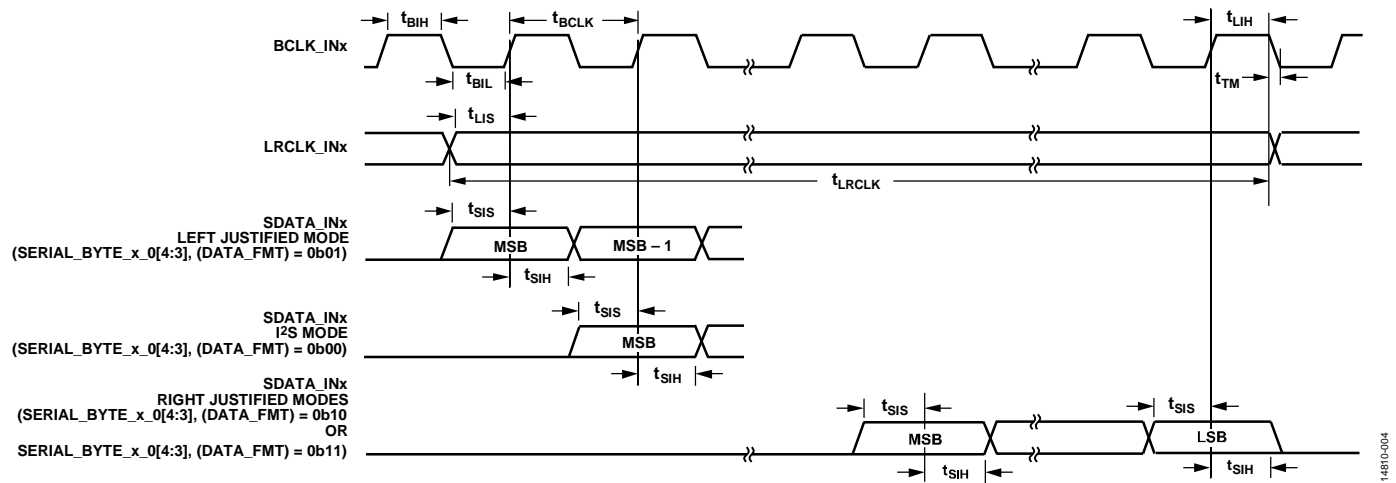 tBIH
tBCLK
tLIH
BCLK_INx
tBIL
tTM
tLIS
LRCLK_INx
tLRCLK
SDATA_INx
LEFT JUSTIFIED MODE
(SERIAL_BYTE_x_0[4:3], (DATA_FMT) = 0b01)
tSIS
MSB
MSB – 1
tSIH
SDATA_INx
I2S MODE
(SERIAL_BYTE_x_0[4:3], (DATA_FMT) = 0b00)
tSIS
MSB
tSIH
SDATA_INx
RIGHT JUSTIFIED MODES
(SERIAL_BYTE_x_0[4:3], (DATA_FMT) = 0b10
OR
SERIAL_BYTE_x_0[4:3], (DATA_FMT) = 0b11)
tSIS
tSIS
MSB
LSB
tSIH
tSIH
14810-004